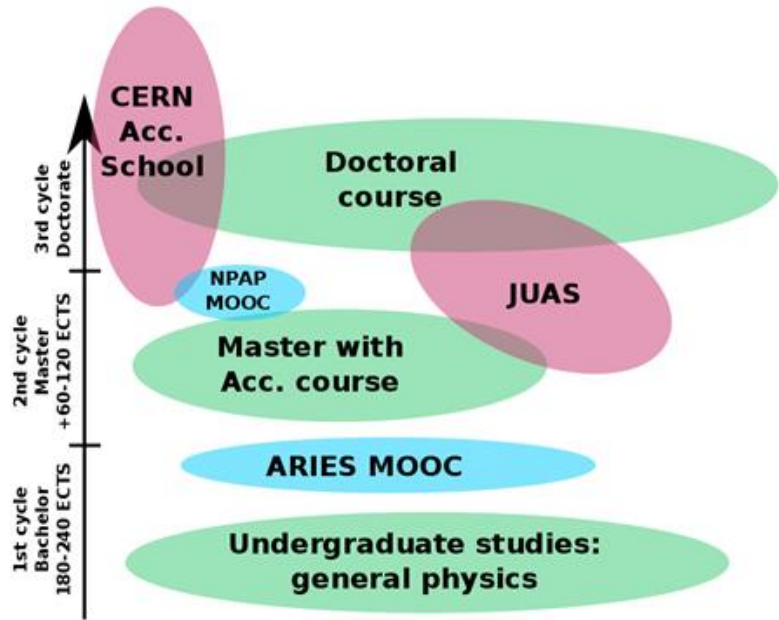 CERN
Acc.
School
Doctoral
course
3rd cycle
Doctorate
NPAP
MOOC
JUAS
2nd cycle
Master
+60-120 ECTS
Master with
Acc. course
ARIES MOOC
1st cycle
Bachelor
180-240 ECTS
Undergraduate studies:
general physics